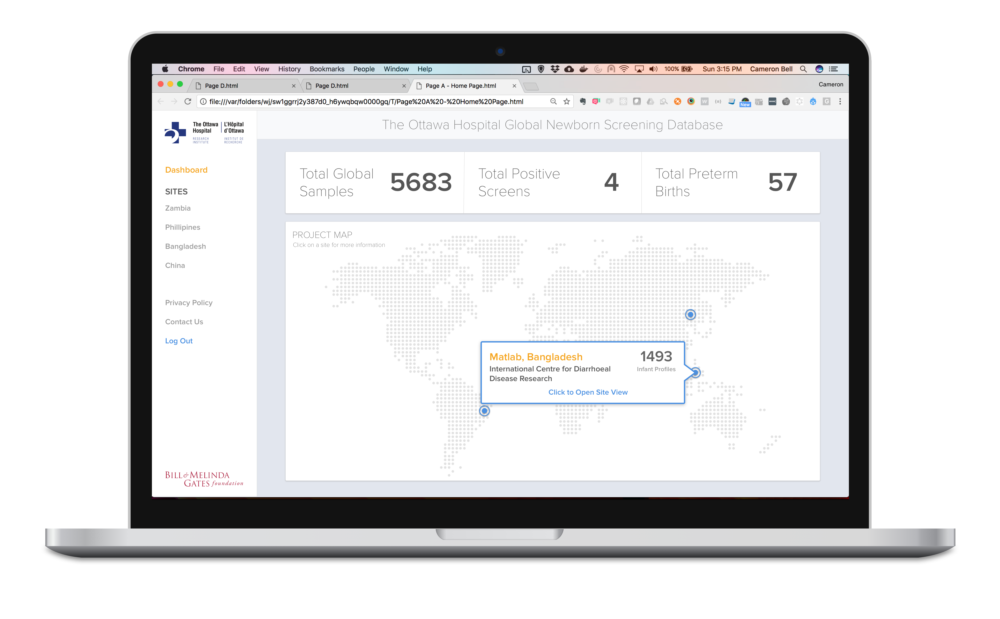 Chrome File Edit View History Bookmarks People Window Help 100% Sun 3:15 PM Cameron Bell
Page D.html Page D.html Page A - Home Page.html Cameron
file:///var/folders/wj/sw1ggrrj2y387d0_h6ywqbqw0000gq/T/Page%20A%20-%20Home%20Page.html
New
The Ottawa Hospital
L'Hôpital d'Ottawa
RESEARCH INSTITUTE
INSTITUT DE RECHERCHE
Dashboard
SITES
Zambia
Phillipines
Bangladesh
China
Privacy Policy
Contact Us
Log Out
BILL & MELINDA
GATES foundation
The Ottawa Hospital Global Newborn Screening Database
Total Global
Samples
5683
Total Positive
Screens
4
Total Preterm
Births
57
PROJECT MAP
Click on a site for more information
Matlab, Bangladesh
International Centre for Diarrhoeal
Disease Research
1493
Infant Profiles
Click to Open Site View